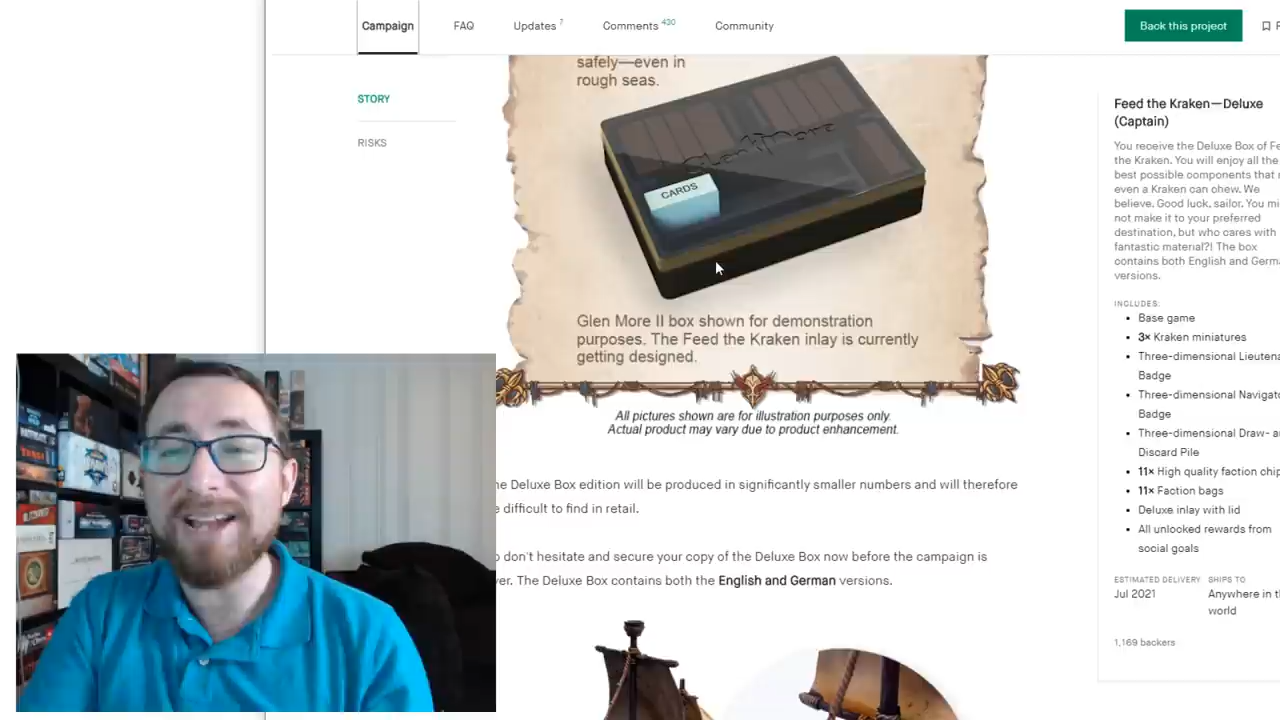 Campaign
FAQ
Updates 7
Comments 430
Community
Back this project
STORY
RISKS
safely—even in
rough seas.
CARDS
Glen More II box shown for demonstration
purposes. The Feed the Kraken inlay is currently
getting designed.
All pictures shown are for illustration purposes only.
Actual product may vary due to product enhancement.
e Deluxe Box edition will be produced in significantly smaller numbers and will therefore
difficult to find in retail.
don't hesitate and secure your copy of the Deluxe Box now before the campaign is
er. The Deluxe Box contains both the English and German versions.
Feed the Kraken—Deluxe
(Captain)
You receive the Deluxe Box of Fe
the Kraken. You will enjoy all the
best possible components that
even a Kraken can chew. We
believe. Good luck, sailor. You mi
not make it to your preferred
destination, but who cares with
fantastic material?! The box
contains both English and Germa
versions.
INCLUDES:
Base game
3× Kraken miniatures
Three-dimensional Lieutena
Badge
Three-dimensional Navigato
Badge
Three-dimensional Draw- a
Discard Pile
11× High quality faction chip
11× Faction bags
Deluxe inlay with lid
All unlocked rewards from
social goals
ESTIMATED DELIVERY
Jul 2021
SHIPS TO
Anywhere in th
world
1,169 backers